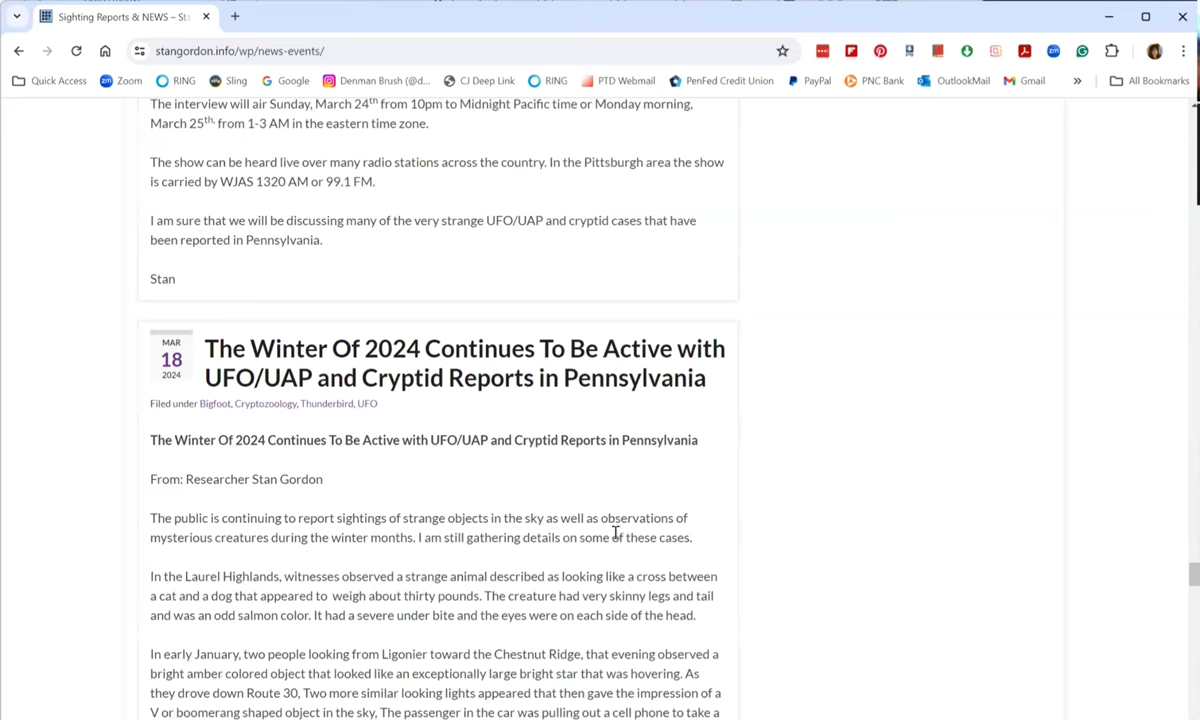 Sighting Reports & NEWS – Sta
stangordon.info/wp/news-events/
Quick Access
Zoom
RING
Sling
Google
Denman Brush (@d...
CJ Deep Link
RING
PTD Webmail
PenFed Credit Union
PayPal
PNC Bank
OutlookMail
Gmail
»
All Bookmarks
The interview will air Sunday, March 24th from 10pm to Midnight Pacific time or Monday morning,
March 25th, from 1-3 AM in the eastern time zone.
The show can be heard live over many radio stations across the country. In the Pittsburgh area the show
is carried by WJAS 1320 AM or 99.1 FM.
I am sure that we will be discussing many of the very strange UFO/UAP and cryptid cases that have
been reported in Pennsylvania.
Stan
MAR
18
2024
The Winter Of 2024 Continues To Be Active with
UFO/UAP and Cryptid Reports in Pennsylvania
Filed under Bigfoot, Cryptozoology, Thunderbird, UFO
The Winter Of 2024 Continues To Be Active with UFO/UAP and Cryptid Reports in Pennsylvania
From: Researcher Stan Gordon
The public is continuing to report sightings of strange objects in the sky as well as observations of
mysterious creatures during the winter months. I am still gathering details on some of these cases.
In the Laurel Highlands, witnesses observed a strange animal described as looking like a cross between
a cat and a dog that appeared to weigh about thirty pounds. The creature had very skinny legs and tail
and was an odd salmon color. It had a severe under bite and the eyes were on each side of the head.
In early January, two people looking from Ligonier toward the Chestnut Ridge, that evening observed a
bright amber colored object that looked like an exceptionally large bright star that was hovering. As
they drove down Route 30, Two more similar looking lights appeared that then gave the impression of a
V or boomerang shaped object in the sky, The passenger in the car was pulling out a cell phone to take a